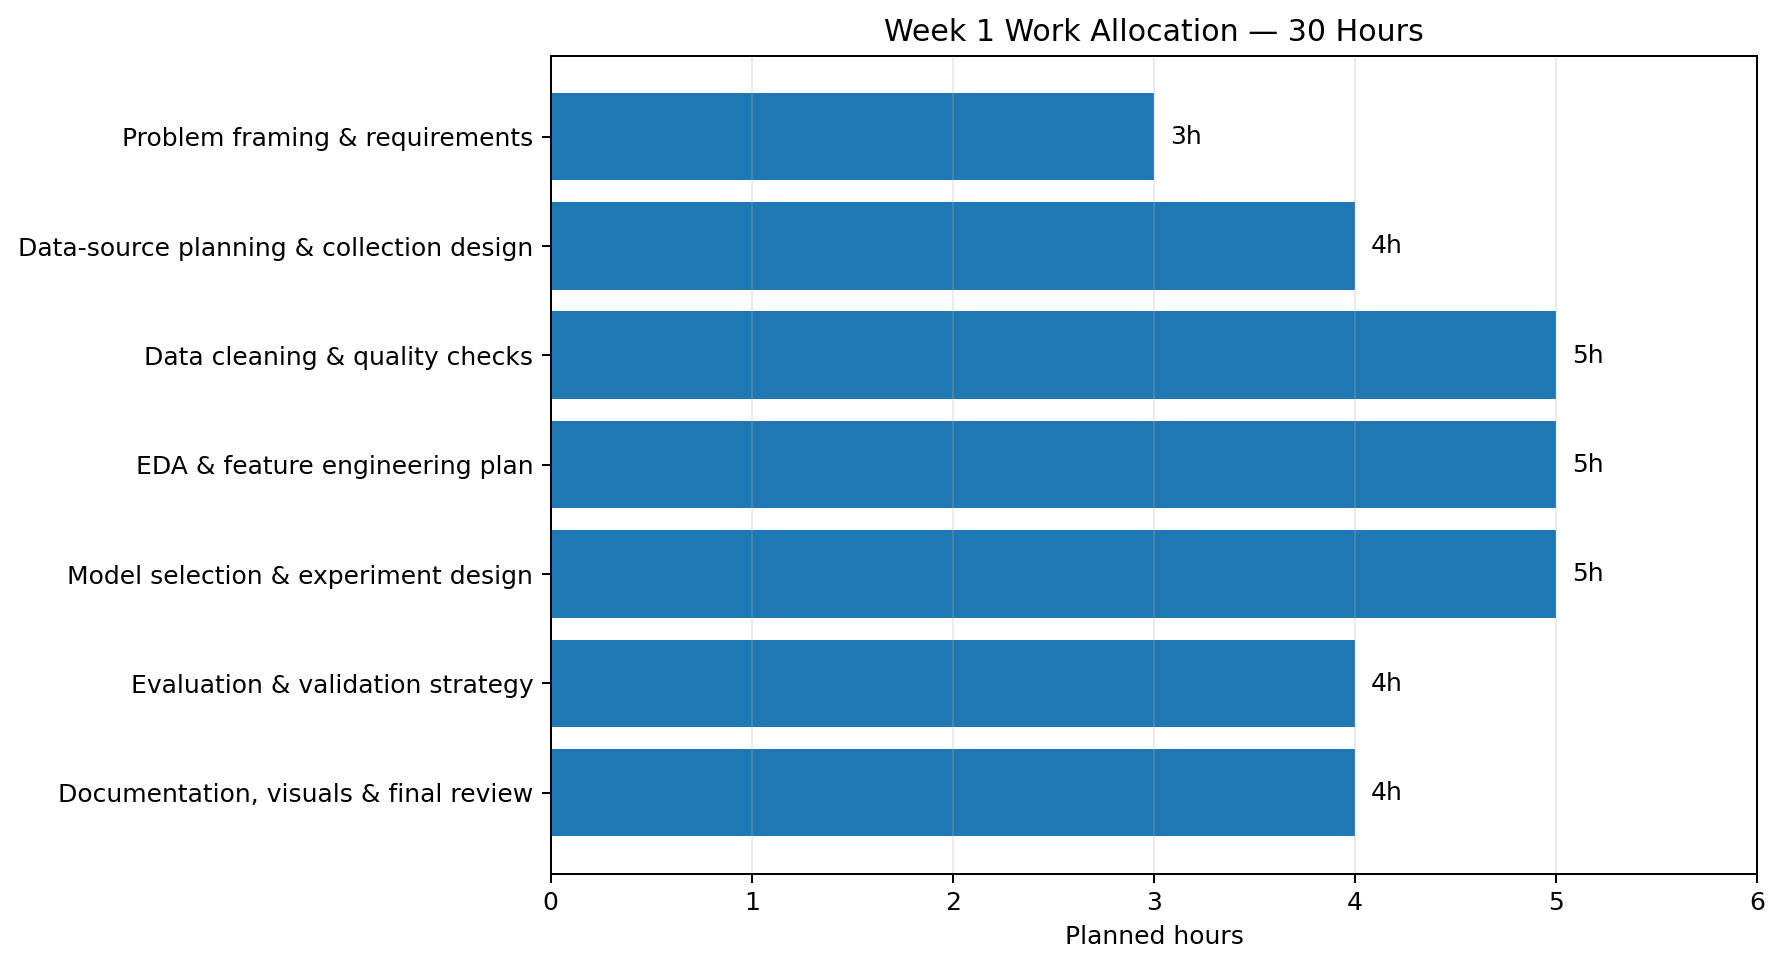 Week 1 Work Allocation — 30 Hours
Problem framing & requirements
3h
Data-source planning & collection design
4h
Data cleaning & quality checks
5h
EDA & feature engineering plan
5h
Model selection & experiment design
5h
Evaluation & validation strategy
4h
Documentation, visuals & final review
4h
0 1 2 3 4 5 6
Planned hours